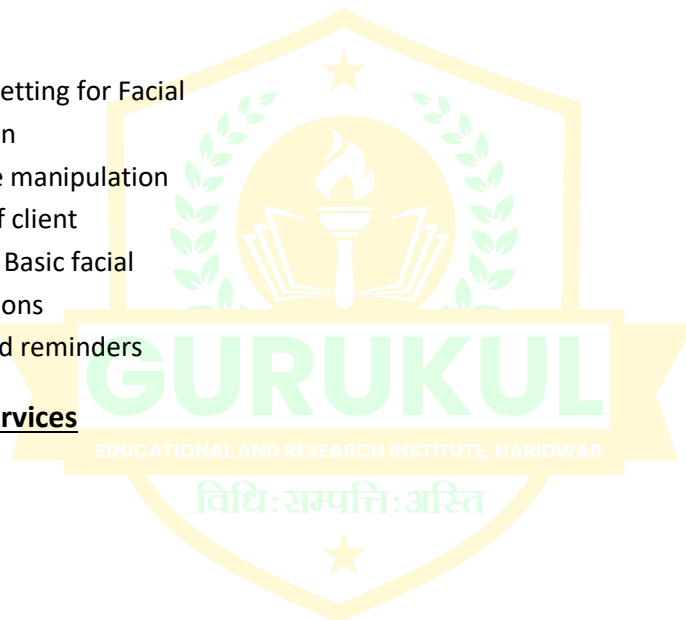 etting for Facial
n
e manipulation
f client
Basic facial
ons
d reminders
GURUKUL
rvices
EDUCATIONAL AND RESEARCH INSTITUTE, HARIDWAR
विधिःसम्पत्तिःअस्ति